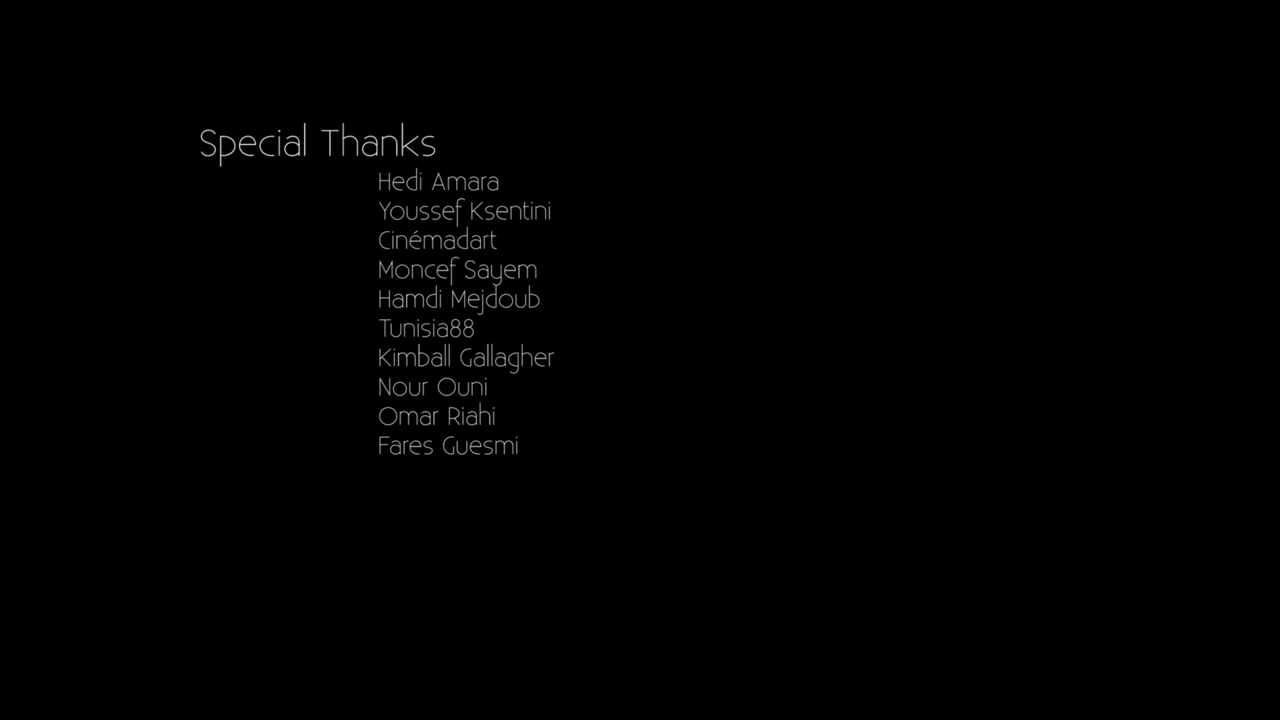 Special Thanks
Hedi Amara
Youssef Ksentini
Cinémadart
Moncef Sayem
Hamdi Mejdoub
Tunisia88
Kimball Gallagher
Nour Ouni
Omar Riahi
Fares Guesmi